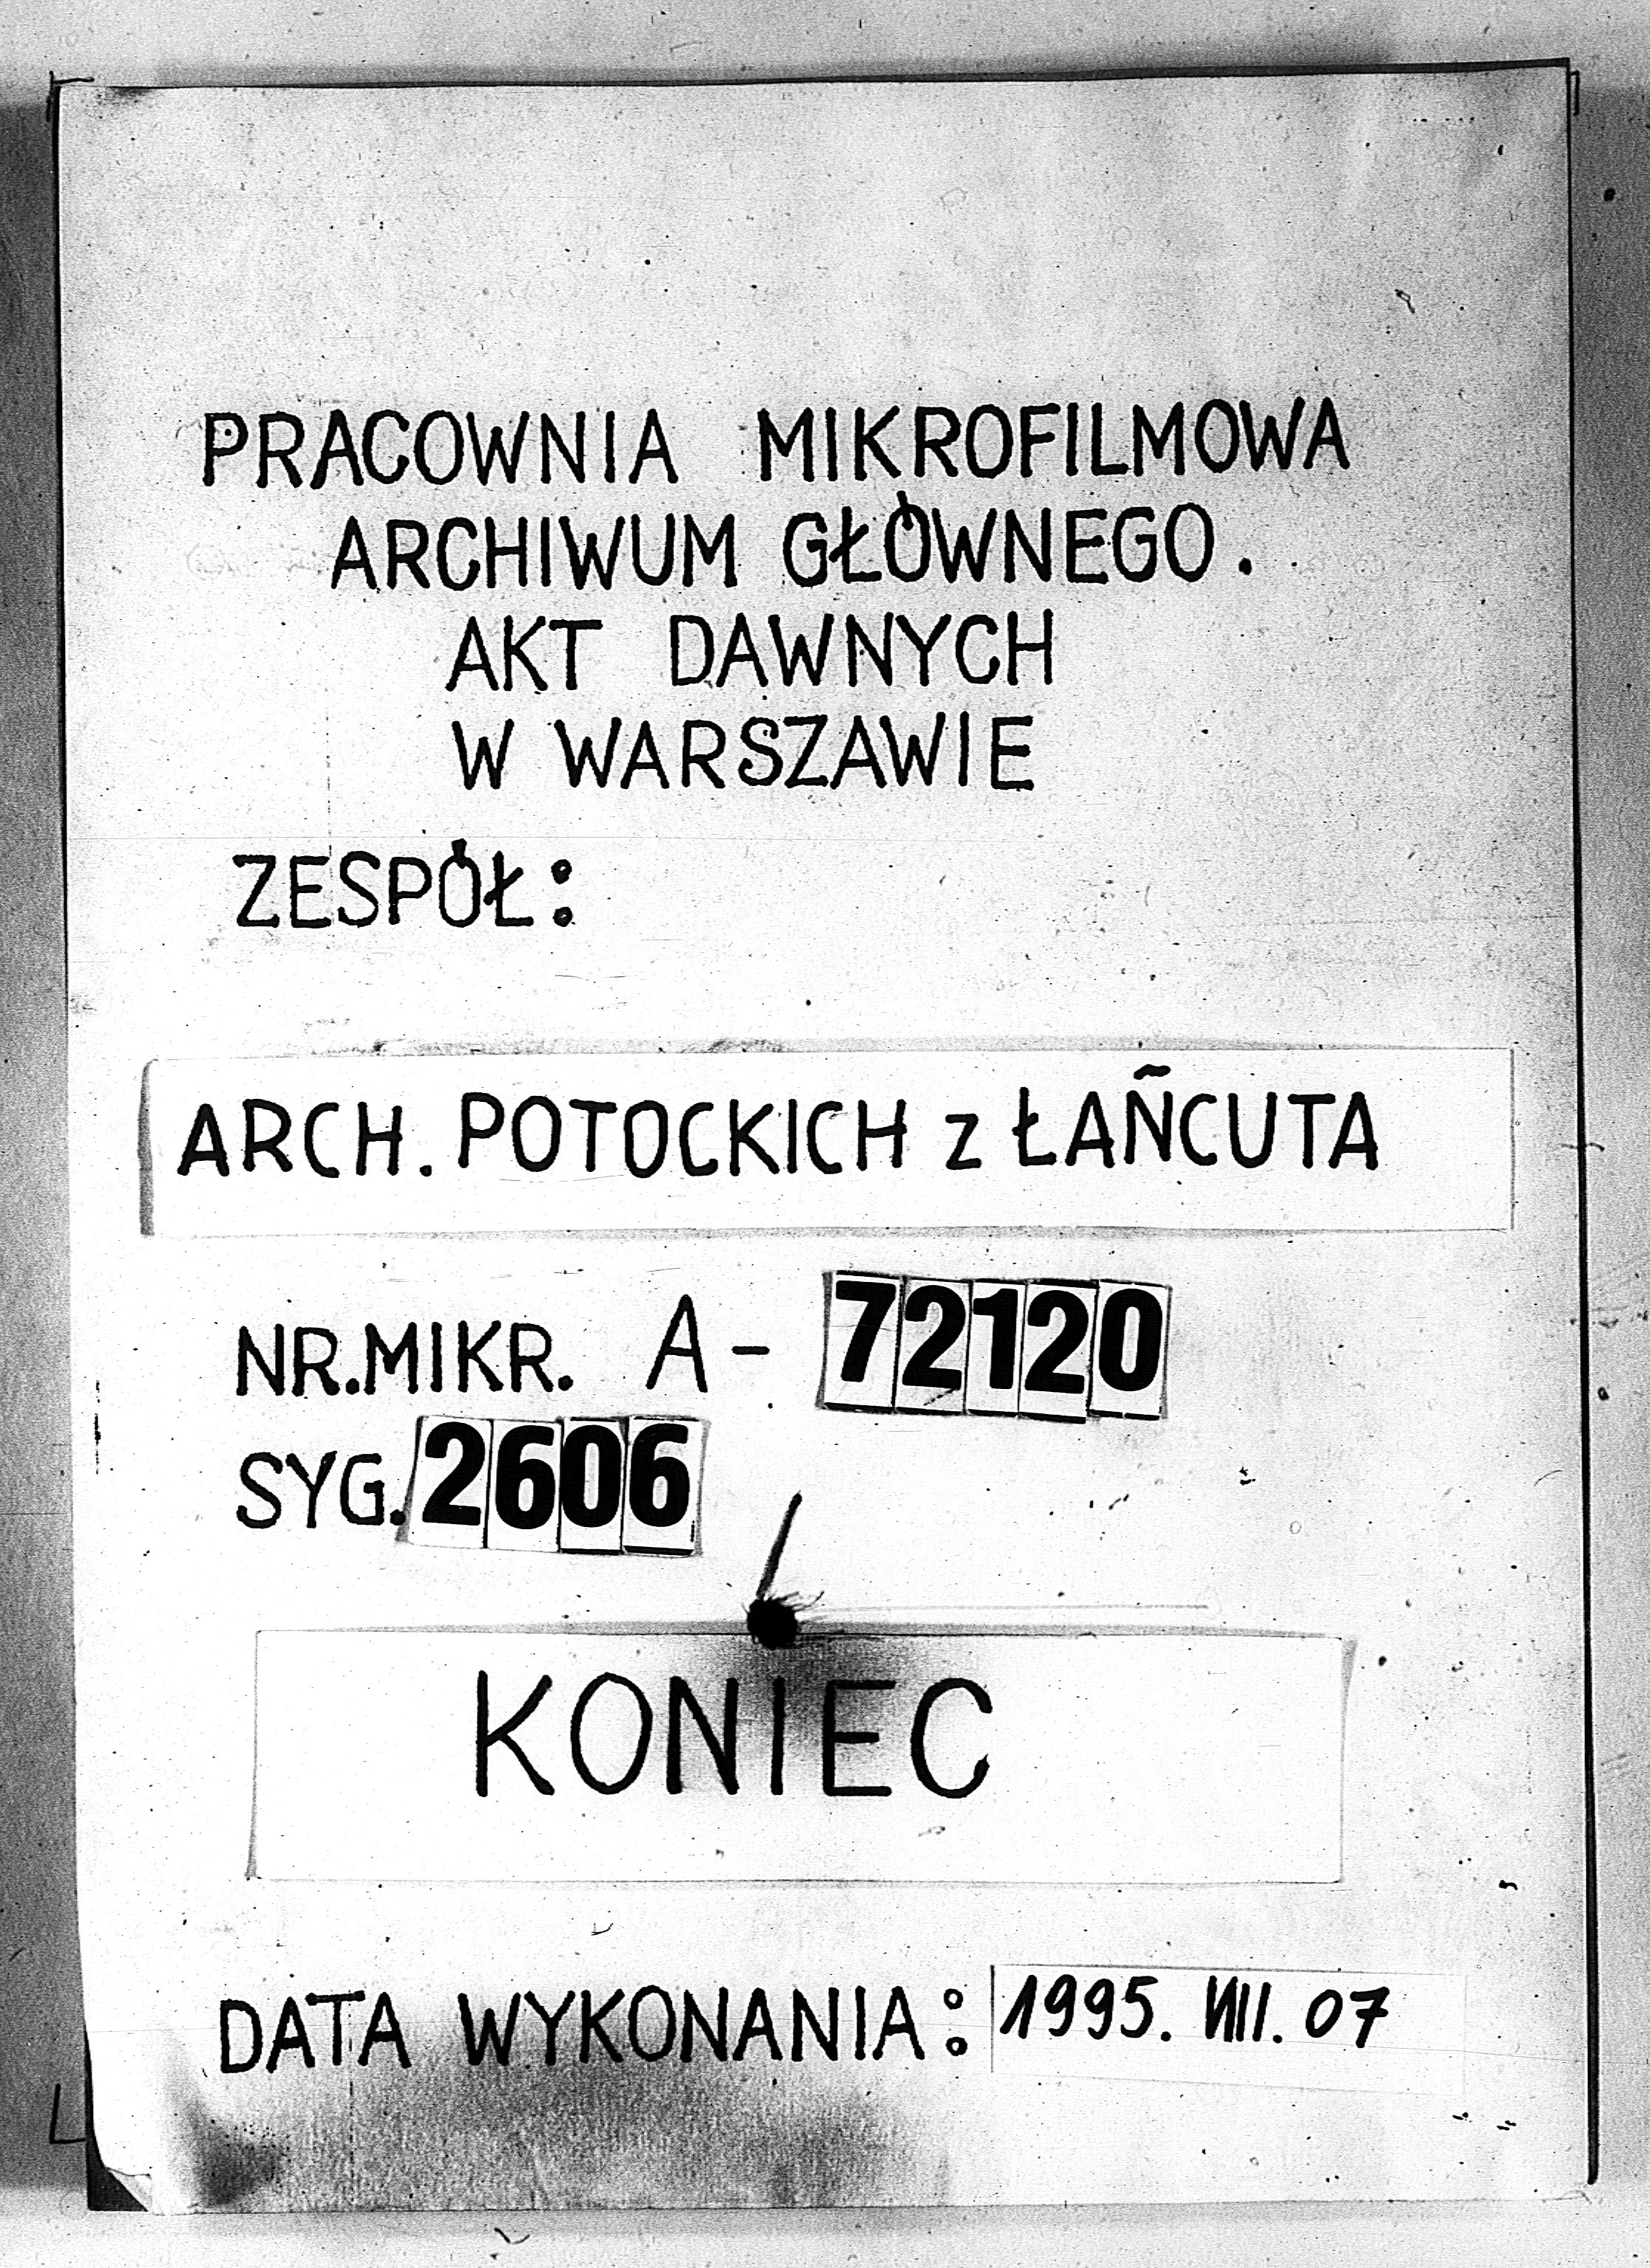 PRACOWNIA MIKROFILMOWA
ARCHIWUM GŁÓWNEGO.
AKT DAWNYCH
W WARSZAWIE
ZESPÓŁ:
ARCH. POTOCKICH z ŁAŃCUTA
NR.MIKR. A- 72120
SYG. 2606
KONIEC
DATA WYKONANIA: 1995. VIII. 07